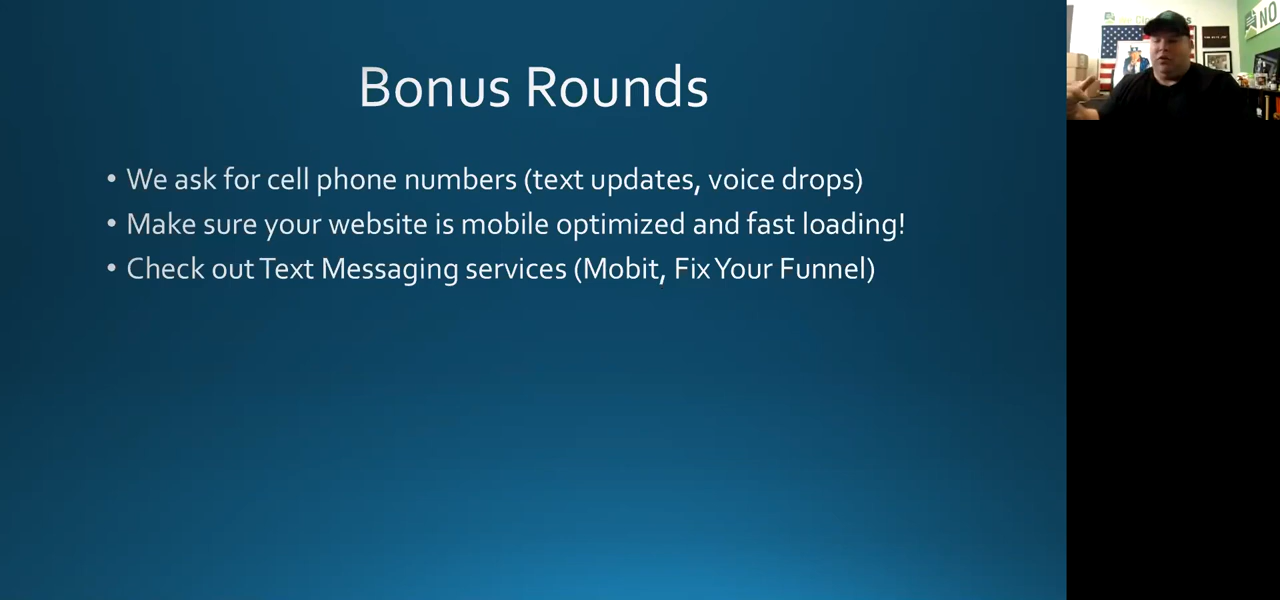 Bonus Rounds
• We ask for cell phone numbers (text updates, voice drops)
• Make sure your website is mobile optimized and fast loading!
• Check out Text Messaging services (Mobit, Fix Your Funnel)
NO